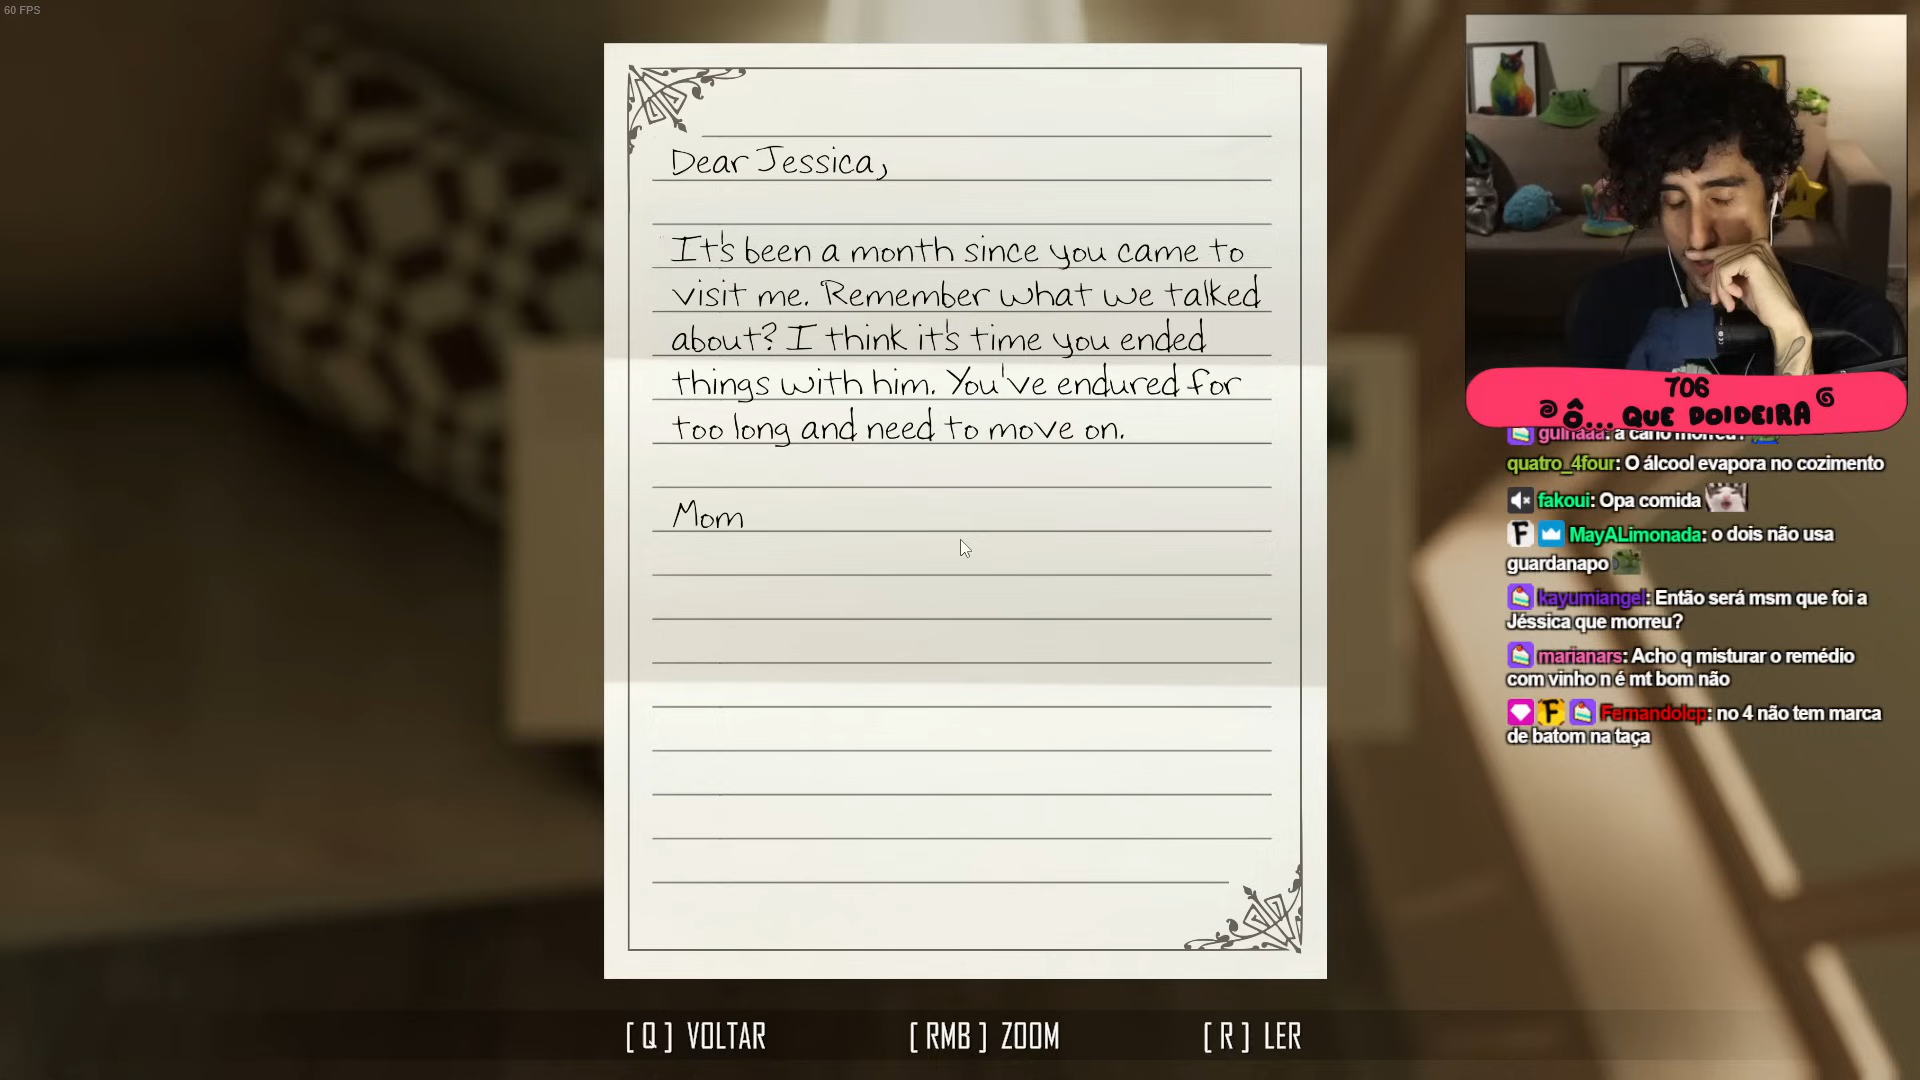 60 FPS
Dear Jessica,
It's been a month since you came to
visit me. Remember what we talked
about? I think it's time you ended
things with him. You've endured for
too long and need to move on.
Mom
[ Q ] VOLTAR
[ RMB ] ZOOM
[ R ] LER
706
Ô... QUE DOIDEIRA
quatro_4four: O álcool evapora no cozimento
fakoui: Opa comida
MayALimonada: o dois não usa
guardanapo
kayumiangel: Então será msm que foi a
Jéssica que morreu?
marianars: Acho q misturar o remédio
com vinho n é mt bom não
Fernandolcp: no 4 não tem marca
de batom na taça